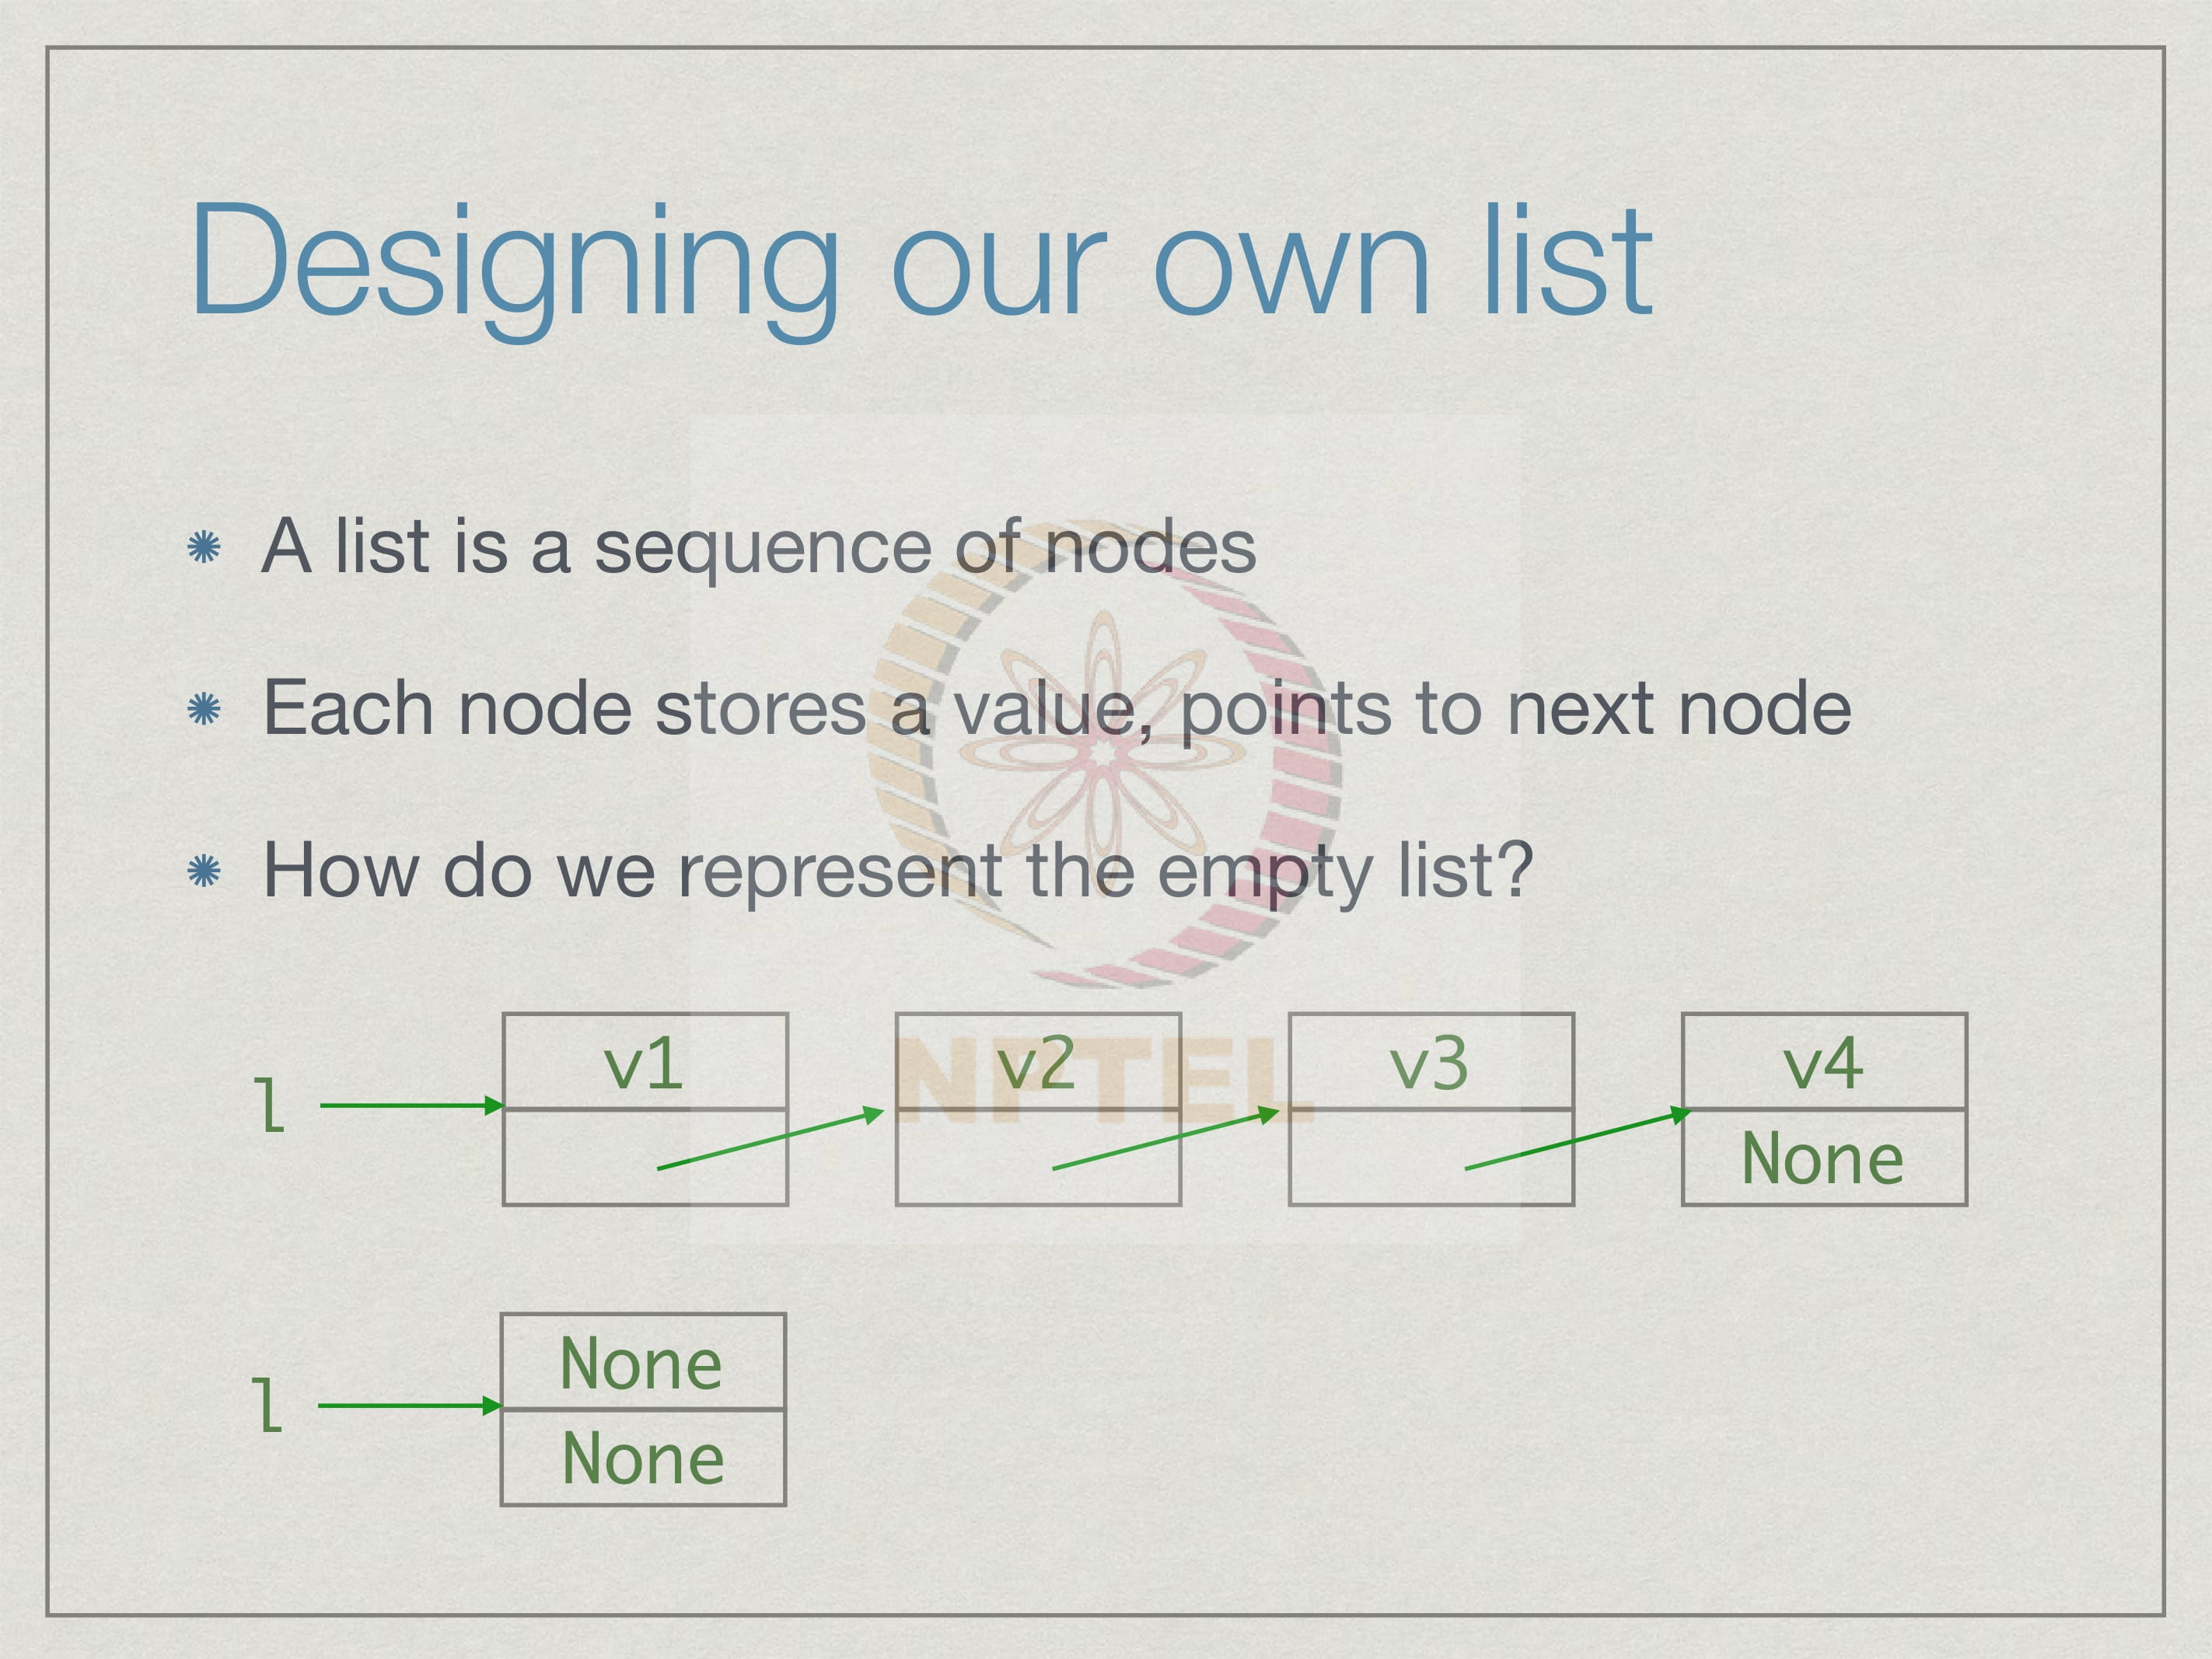 Designing our own list
A list is a sequence of nodes
Each node stores a value, points to next node
How do we represent the empty list?
l v1 v2 v3 v4
None
NPTEL
l None
None